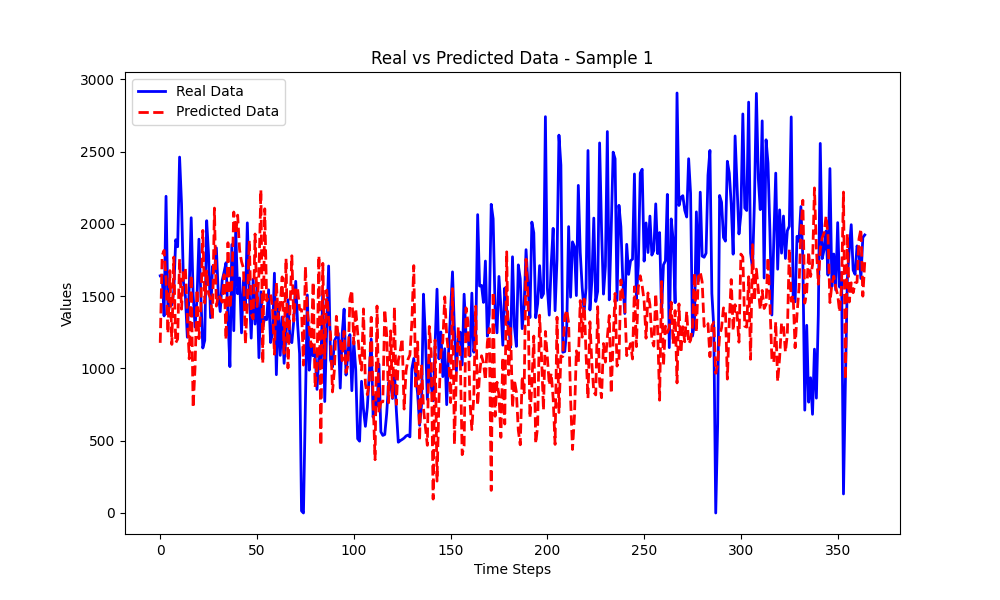 Real vs Predicted Data - Sample 1
Real Data
Predicted Data
3000
2500
2000
1500
1000
500
0
Values
0 50 100 150 200 250 300 350
Time Steps